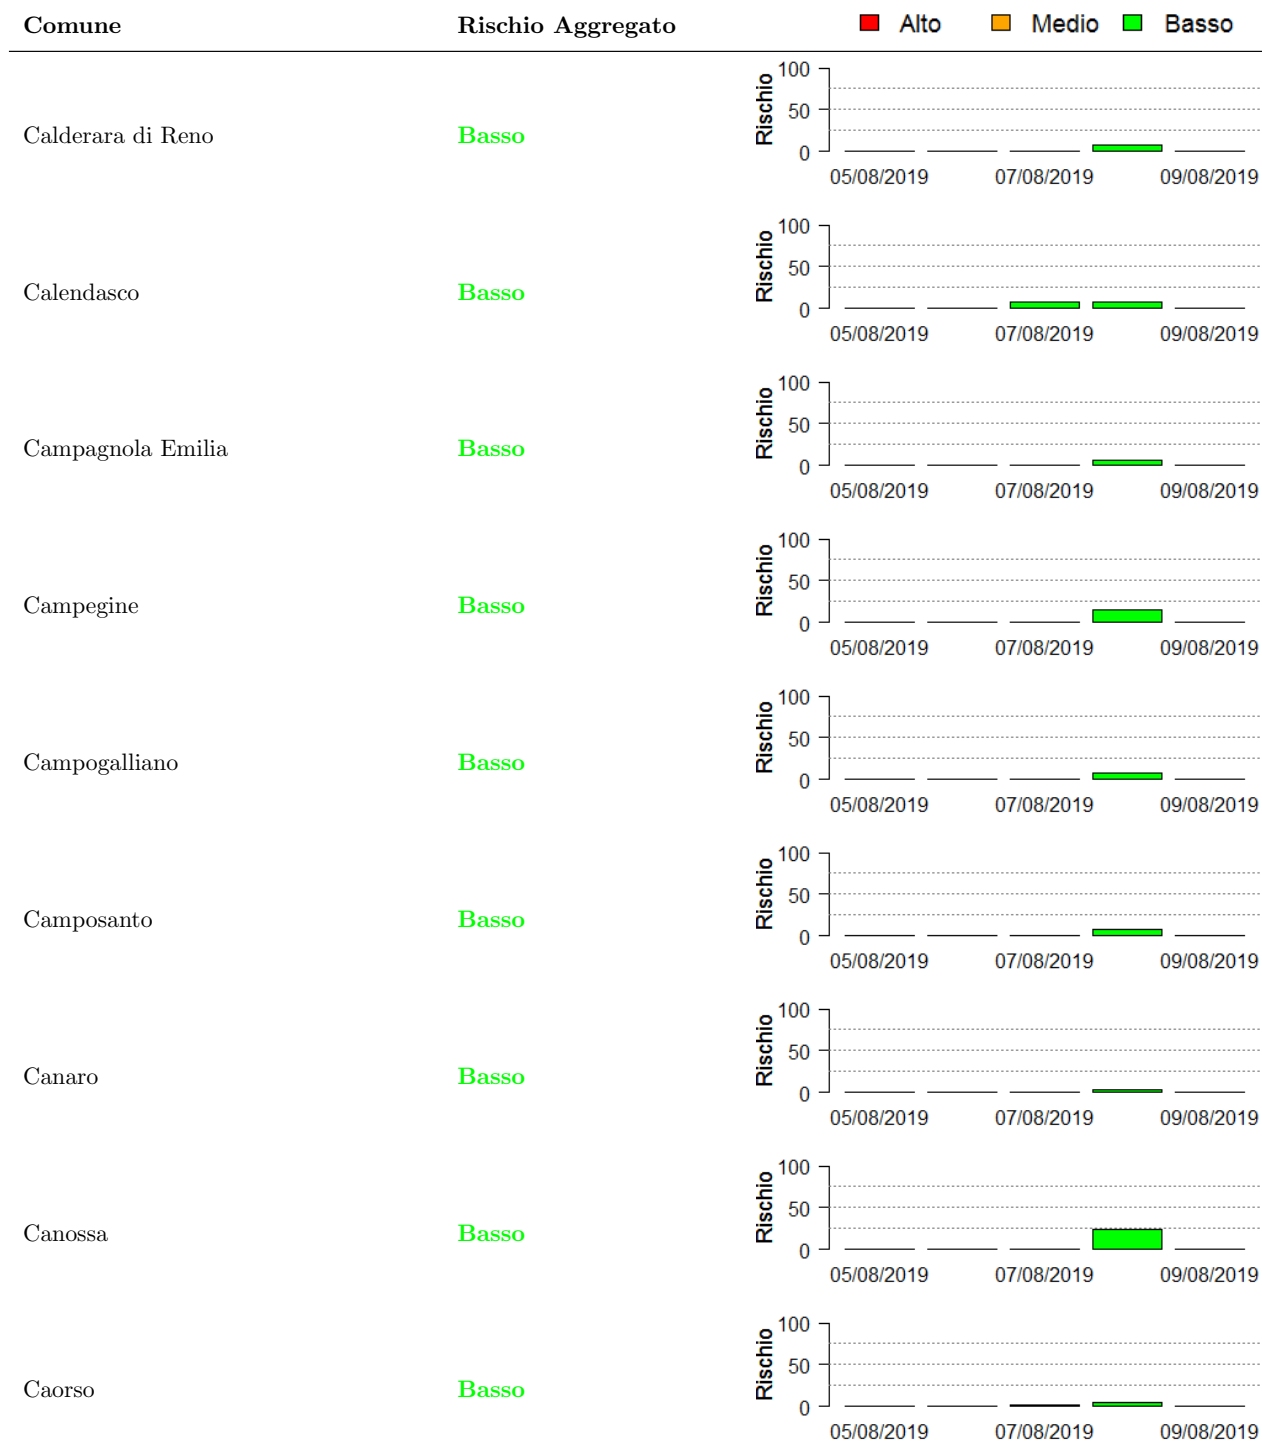 Comune Rischio Aggregato Alto Medio Basso
Calderara di Reno Basso Rischio 100 50 0
05/08/2019 07/08/2019 09/08/2019
Calendasco Basso Rischio 100 50 0
05/08/2019 07/08/2019 09/08/2019
Campagnola Emilia Basso Rischio 100 50 0
05/08/2019 07/08/2019 09/08/2019
Campegine Basso Rischio 100 50 0
05/08/2019 07/08/2019 09/08/2019
Campogalliano Basso Rischio 100 50 0
05/08/2019 07/08/2019 09/08/2019
Camposanto Basso Rischio 100 50 0
05/08/2019 07/08/2019 09/08/2019
Canaro Basso Rischio 100 50 0
05/08/2019 07/08/2019 09/08/2019
Canossa Basso Rischio 100 50 0
05/08/2019 07/08/2019 09/08/2019
Caorso Basso Rischio 100 50 0
05/08/2019 07/08/2019 09/08/2019